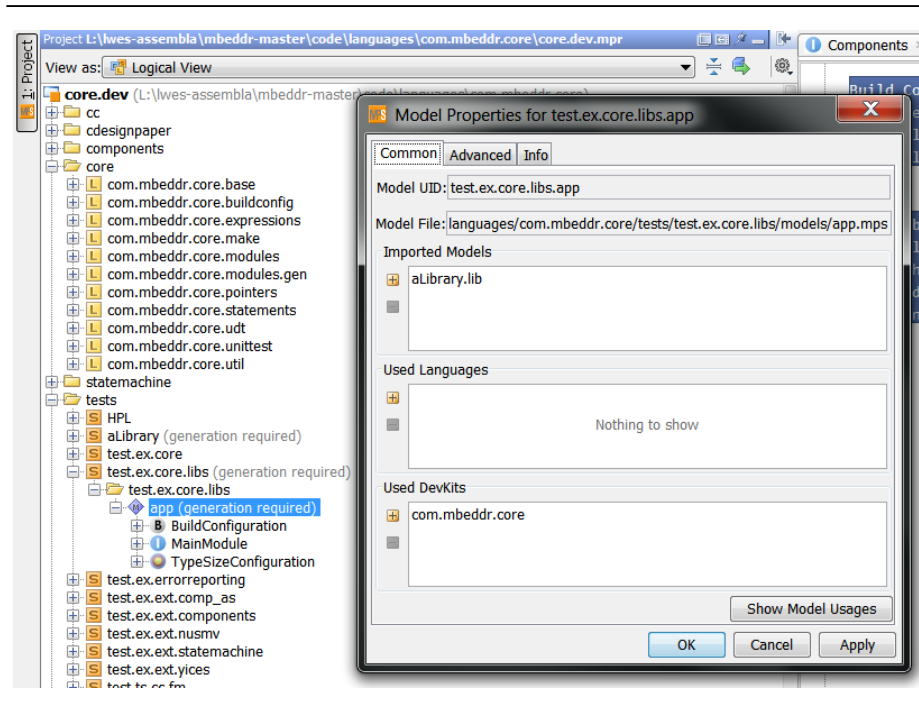 Project L:\lwes-assembla\mbeddr-master\code\languages\com.mbeddr.core\core.dev.mpr
1: Project
View as: Logical View
Components
core.dev (L:\lwes-assembla\mbeddr-master\code\languages\com.mbeddr.core)
Build Co
cc
cdesignpaper
components
core
com.mbeddr.core.base
com.mbeddr.core.buildconfig
com.mbeddr.core.expressions
com.mbeddr.core.make
com.mbeddr.core.modules
com.mbeddr.core.modules.gen
com.mbeddr.core.pointers
com.mbeddr.core.statements
com.mbeddr.core.udt
com.mbeddr.core.unittest
com.mbeddr.core.util
statemachine
tests
HPL
aLibrary (generation required)
test.ex.core
test.ex.core.libs (generation required)
test.ex.core.libs
app (generation required)
BuildConfiguration
MainModule
TypeSizeConfiguration
test.ex.errorreporting
test.ex.ext.comp_as
test.ex.ext.components
test.ex.ext.nusmv
test.ex.ext.statemachine
test.ex.ext.yices
test.ts.cc.fm
Model Properties for test.ex.core.libs.app
Common Advanced Info
Model UID: test.ex.core.libs.app
Model File: languages/com.mbeddr.core/tests/test.ex.core.libs/models/app.mps
Imported Models
aLibrary.lib
Used Languages
Nothing to show
Used DevKits
com.mbeddr.core
Show Model Usages
OK Cancel Apply